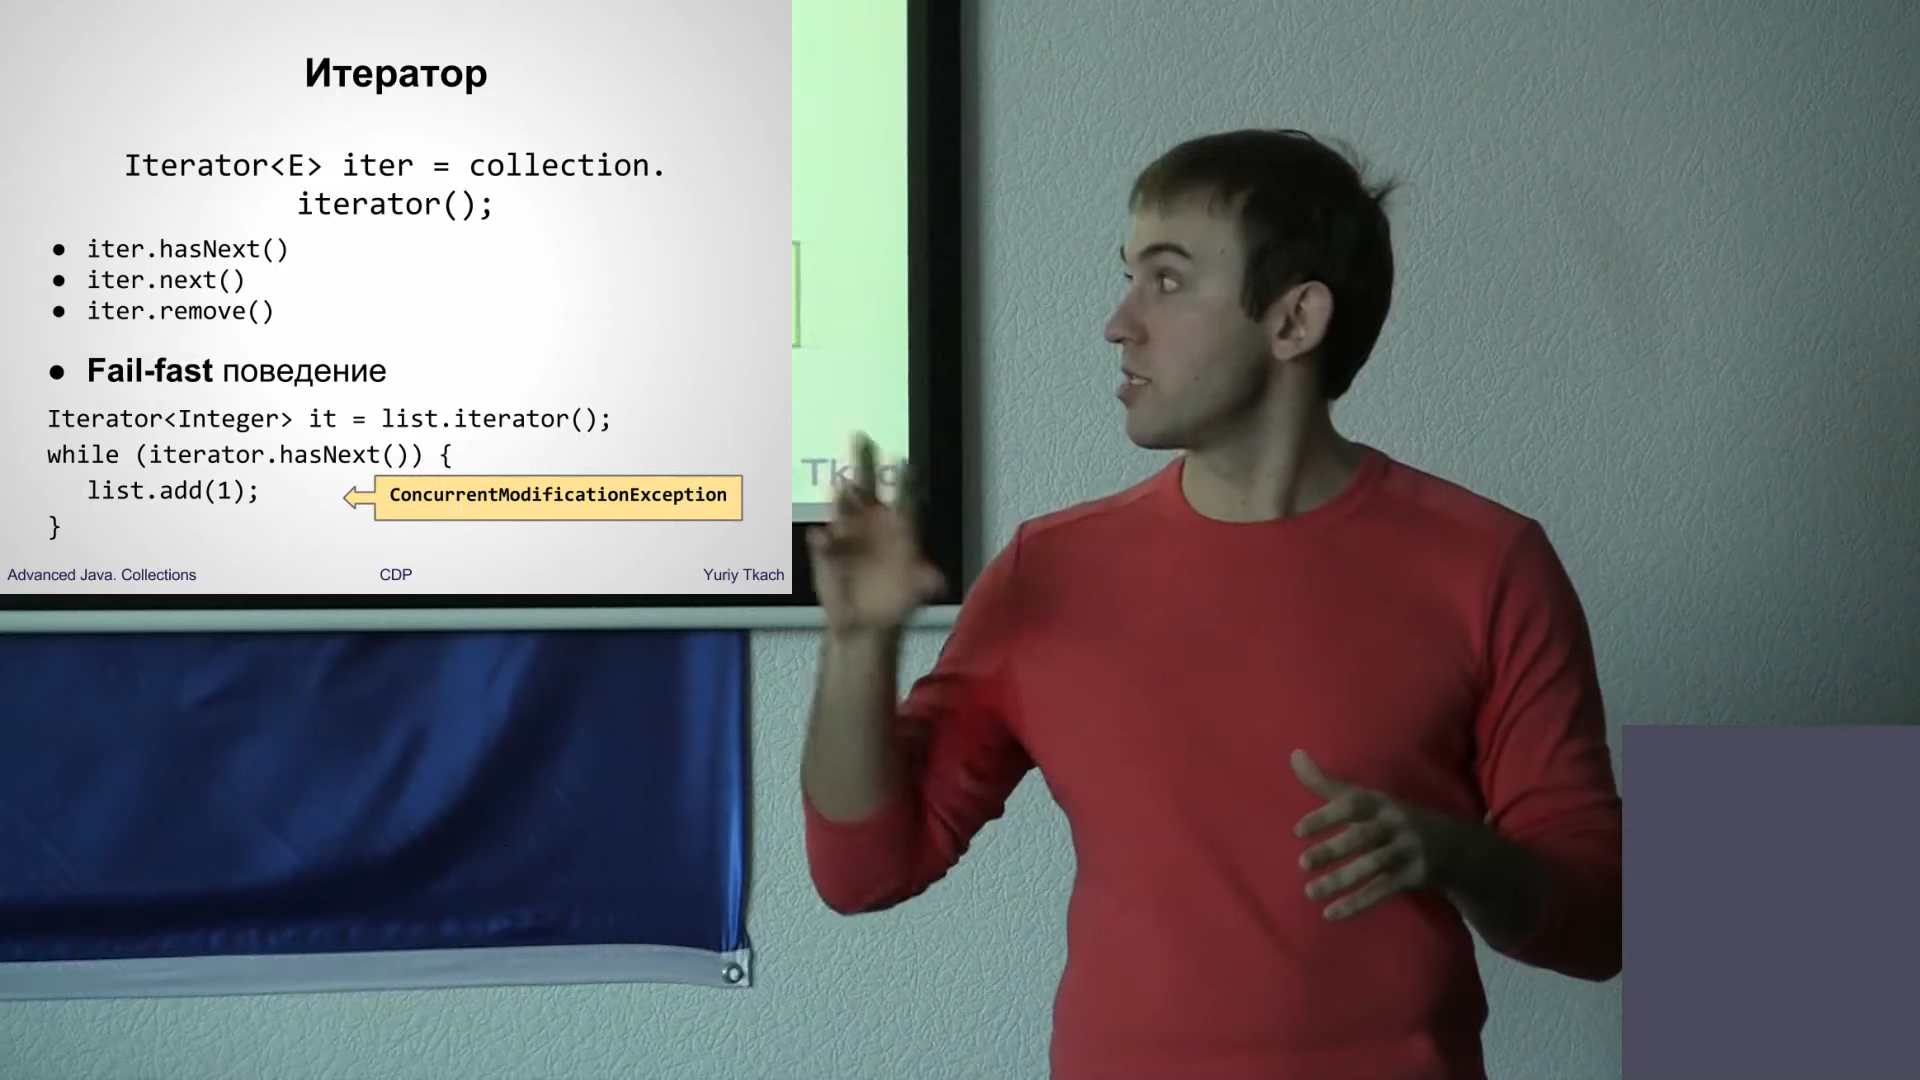 Итератор
Iterator<E> iter = collection.
iterator();
● iter.hasNext()
● iter.next()
● iter.remove()
● Fail-fast поведение
Iterator<Integer> it = list.iterator();
while (iterator.hasNext()) {
list.add(1);
ConcurrentModificationException
}
Advanced Java. Collections
CDP
Yuriy Tkach
Tkach